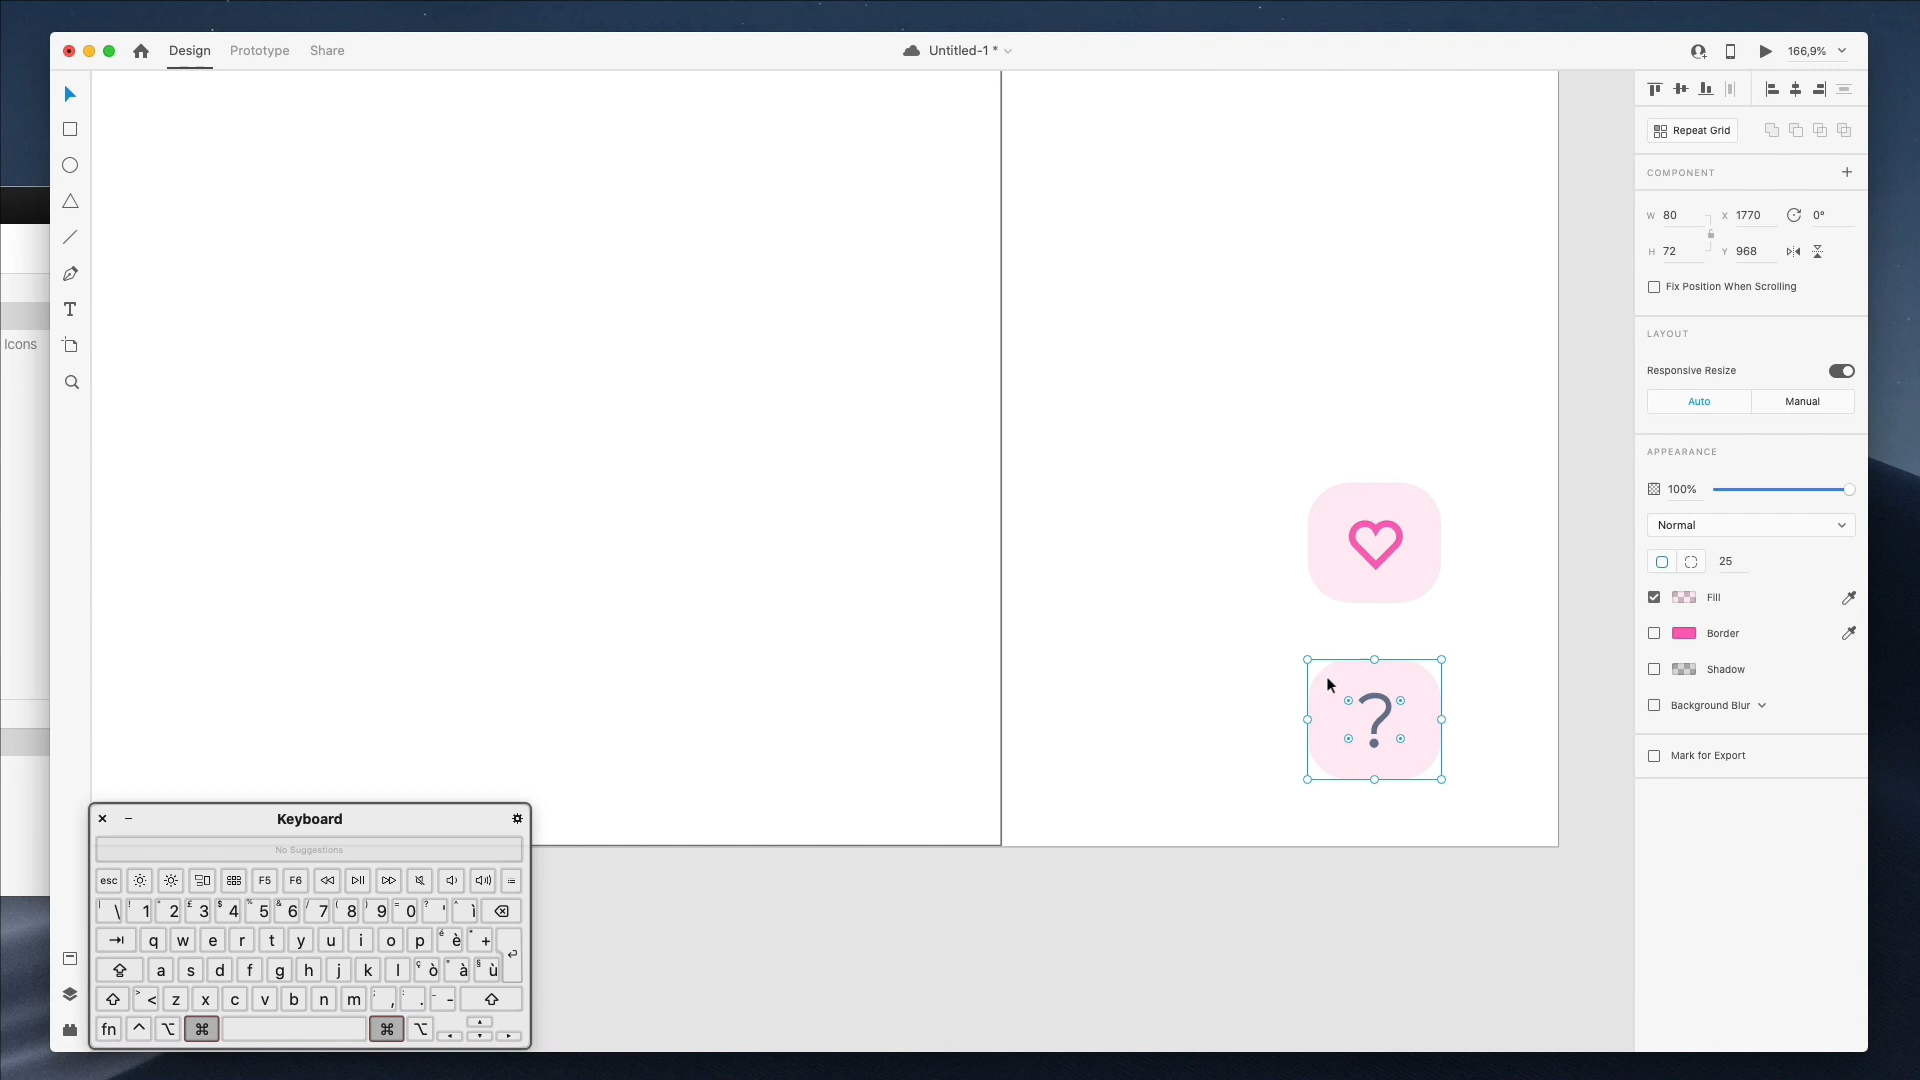 Design Prototype Share
Untitled-1 *
166,9%
Repeat Grid
COMPONENT
W 80 X 1770 0°
H 72 Y 968
Fix Position When Scrolling
LAYOUT
Responsive Resize
Auto Manual
APPEARANCE
100%
Normal
25
Fill
Border
Shadow
Background Blur
Mark for Export
Icons
?
Keyboard
No Suggestions
esc F5 F6
| \ ! 1 " 2 £ 3 $ 4 % 5 & 6 / 7 ( 8 ) 9 = 0 ? ' ^ ì
q w e r t y u i o p é è * +
a s d f g h j k l ç ò ° à § ù
> < z x c v b n m ; , : . _ -
fn ^ ⌥ ⌘ ⌘ ⌥